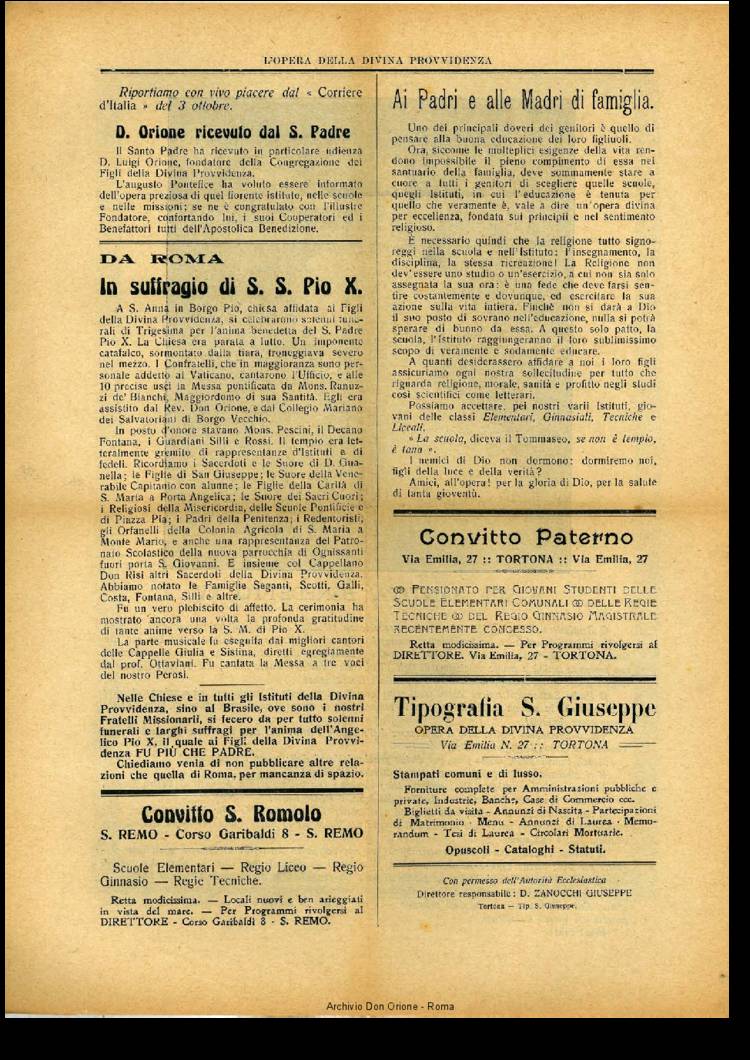 L'OPERA DELLA DIVINA PROVVIDENZA
Riportiamo con vivo piacere dal « Corriere
d'Italia » del 3 ottobre.
D. Orione ricevuto dal S. Padre
Il Santo Padre ha ricevuto in particolare udienza
D. Luigi Orione, fondatore della Congregazione dei
Figli della Divina Provvidenza.
L'augusto Pontefice ha voluto essere informato
dell'opera preziosa di quel fiorente istituto, nelle scuole
e nelle missioni; se ne è congratulato con l'illustre
Fondatore, confortando lui, i suoi Cooperatori ed i
Benefattori tutti dell'Apostolica Benedizione.
DA ROMA
In suffragio di S. S. Pio X.
A S. Anna in Borgo Pio, chiesa affidata ai Figli
della Divina Provvidenza, si celebrarono solenni fune-
rali di Trigesima per l'anima benedetta del S. Padre
Pio X. La Chiesa era parata a lutto. Un imponente
catafalco, sormontato dalla tiara, troneggiava severo
nel mezzo. I Confratelli, che in maggioranza sono per-
sonale addetto al Vaticano, cantarono l'Ufficio, e alle
10 precise uscì la Messa pontificata da Mons. Ranuz-
zi de' Bianchi, Maggiordomo di sua Santità. Egli era
assistito dal Rev. Don Orione, e dal Collegio Mariano
dei Salvatoriani di Borgo Vecchio.
In posto d'onore stavano Mons. Pescini, il Decano
Fontana, i Guardiani Silli e Rossi. Il tempio era let-
teralmente gremito di rappresentanze d'Istituti e di
fedeli. Ricordiamo i Sacerdoti e le Suore di D. Gua-
nella; le Figlie di San Giuseppe; le Suore della Vene-
rabile Capitanio con alunne; le Figlie della Carità di
S. Maria a Porta Angelica; le Suore dei Sacri Cuori;
i Religiosi della Misericordia, delle Scuole Pontificie e
di Piazza Pia; i Padri della Penitenza; i Redentoristi;
gli Orfanelli della Colonia Agricola di S. Maria a
Monte Mario, e anche una rappresentanza del Patro-
nato Scolastico della nuova parrocchia di Ognissanti
fuori porta S. Giovanni. E insieme col Cappellano
Don Risi altri Sacerdoti della Divina Provvidenza.
Abbiamo notato le Famiglie Seganti, Scotti, Galli,
Costa, Fontana, Silli e altre.
Fu un vero plebiscito di affetto. La cerimonia ha
mostrato ancora una volta la profonda gratitudine
di tante anime verso la S. M. di Pio X.
La parte musicale fu eseguita dai migliori cantori
delle Cappelle Giulia e Sistina, diretti egregiamente
dal prof. Ottaviani. Fu cantata la Messa a tre voci
del nostro Perosi.
Nelle Chiese e in tutti gli Istituti della Divina
Provvidenza, sino al Brasile, ove sono i nostri
Fratelli Missionarii, si fecero da per tutto solenni
funerali e larghi suffragi per l'anima dell'Ange-
lico Pio X, il quale ai Figli della Divina Provvi-
denza FU PIÙ CHE PADRE.
Chiediamo venia di non pubblicare altre rela-
zioni che quella di Roma, per mancanza di spazio.
Convitto S. Romolo
S. REMO - Corso Garibaldi 8 - S. REMO
Scuole Elementari — Regio Liceo — Regio
Ginnasio — Regie Tecniche.
Retta modicissima. — Locali nuovi e ben arieggiati
in vista del mare. — Per Programmi rivolgersi al
DIRETTORE - Corso Garibaldi 8 - S. REMO.
Ai Padri e alle Madri di famiglia.
Uno dei principali doveri dei genitori è quello di
pensare alla buona educazione dei loro figliuoli.
Ora, siccome le molteplici esigenze della vita ren-
dono impossibile il pieno compimento di essa nel
santuario della famiglia, deve sommamente stare a
cuore a tutti i genitori di scegliere quelle scuole,
quegli Istituti, in cui l'educazione è tenuta per
quello che veramente è, vale a dire un'opera divina
per eccellenza, fondata sui principii e nel sentimento
religioso.
È necessario quindi che la religione tutto signo-
reggi nella scuola e nell'Istituto: l'insegnamento, la
disciplina, la stessa ricreazione! La Religione non
dev'essere uno studio o un'esercizio, a cui non sia solo
assegnata la sua ora: è una fede che deve farsi sen-
tire costantemente e dovunque, ed esercitare la sua
azione sulla vita intiera. Finchè non si darà a Dio
il suo posto di sovrano nell'educazione, nulla si potrà
sperare di buono da essa. A questo solo patto, la
scuola, l'Istituto raggiungeranno il loro sublimissimo
scopo di veramente e sodamente educare.
A quanti desiderassero affidare a noi i loro figli
assicuriamo ogni nostra sollecitudine per tutto che
riguarda religione, morale, sanità e profitto negli studi
così scientifici come letterari.
Possiamo accettare, pei nostri varii Istituti, gio-
vani delle classi Elementari, Ginnasiali, Tecniche e
Liceali.
« La scuola, diceva il Tommaseo, se non è tempio,
è tana ».
I nemici di Dio non dormono: dormiremo noi,
figli della luce e della verità?
Amici, all'opera! per la gloria di Dio, per la salute
di tanta gioventù.
Convitto Paterno
Via Emilia, 27 :: TORTONA :: Via Emilia, 27
PENSIONATO PER GIOVANI STUDENTI DELLE
SCUOLE ELEMENTARI COMUNALI DELLE REGIE
TECNICHE DEL REGIO GINNASIO MAGISTRALE
RECENTEMENTE CONCESSO.
Retta modicissima. — Per Programmi rivolgersi al
DIRETTORE. Via Emilia, 27 - TORTONA.
Tipografia S. Giuseppe
OPERA DELLA DIVINA PROVVIDENZA
Via Emilia N. 27 :: TORTONA
Stampati comuni e di lusso.
Forniture complete per Amministrazioni pubbliche e
private, Industrie, Banche, Case di Commercio ecc.
Biglietti da visita - Annunzi di Nascita - Partecipazioni
di Matrimonio - Menu - Annunzi di Laurea - Memo-
randum - Tesi di Laurea - Circolari Mortuarie.
Opuscoli - Cataloghi - Statuti.
Con permesso dell'Autorità Ecclesiastica
Direttore responsabile: D. ZANOCCHI GIUSEPPE
Tortona — Tip. S. Giuseppe.
Archivio Don Orione - Roma